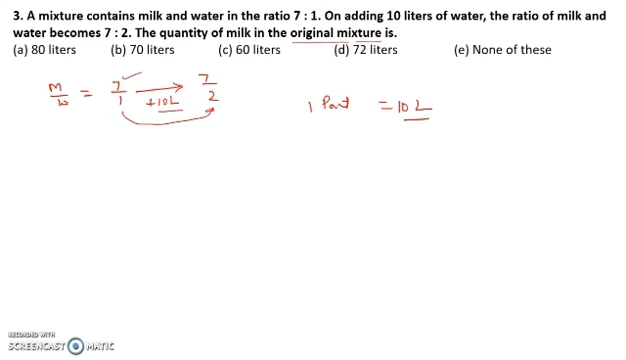 3. A mixture contains milk and water in the ratio 7 : 1. On adding 10 liters of water, the ratio of milk and
water becomes 7 : 2. The quantity of milk in the original mixture is.
(a) 80 liters (b) 70 liters (c) 60 liters (d) 72 liters (e) None of these
M/w = 7/1 +10L 7/2
1 Part = 10 L
RECORDED WITH
SCREENCAST MATIC